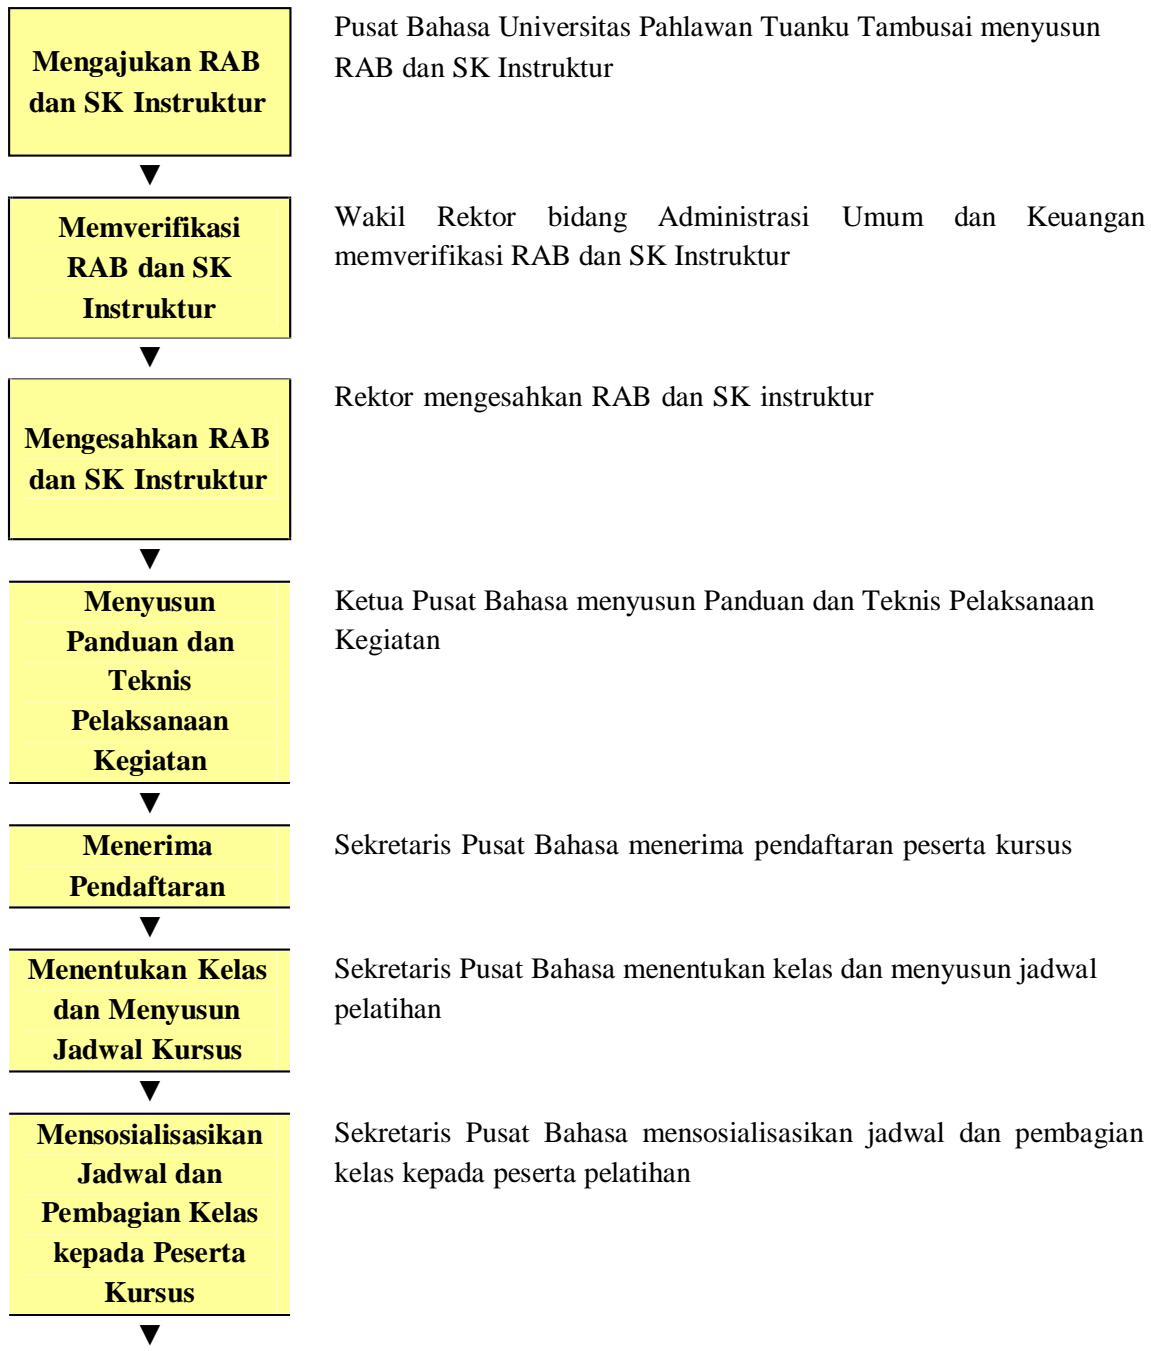 Mengajukan RAB
dan SK Instruktur
Pusat Bahasa Universitas Pahlawan Tuanku Tambusai menyusun
RAB dan SK Instruktur
Memverifikasi
RAB dan SK
Instruktur
Wakil Rektor bidang Administrasi Umum dan Keuangan
memverifikasi RAB dan SK Instruktur
Mengesahkan RAB
dan SK Instruktur
Rektor mengesahkan RAB dan SK instruktur
Menyusun
Panduan dan
Teknis
Pelaksanaan
Kegiatan
Ketua Pusat Bahasa menyusun Panduan dan Teknis Pelaksanaan
Kegiatan
Menerima
Pendaftaran
Sekretaris Pusat Bahasa menerima pendaftaran peserta kursus
Menentukan Kelas
dan Menyusun
Jadwal Kursus
Sekretaris Pusat Bahasa menentukan kelas dan menyusun jadwal
pelatihan
Mensosialisasikan
Jadwal dan
Pembagian Kelas
kepada Peserta
Kursus
Sekretaris Pusat Bahasa mensosialisasikan jadwal dan pembagian
kelas kepada peserta pelatihan